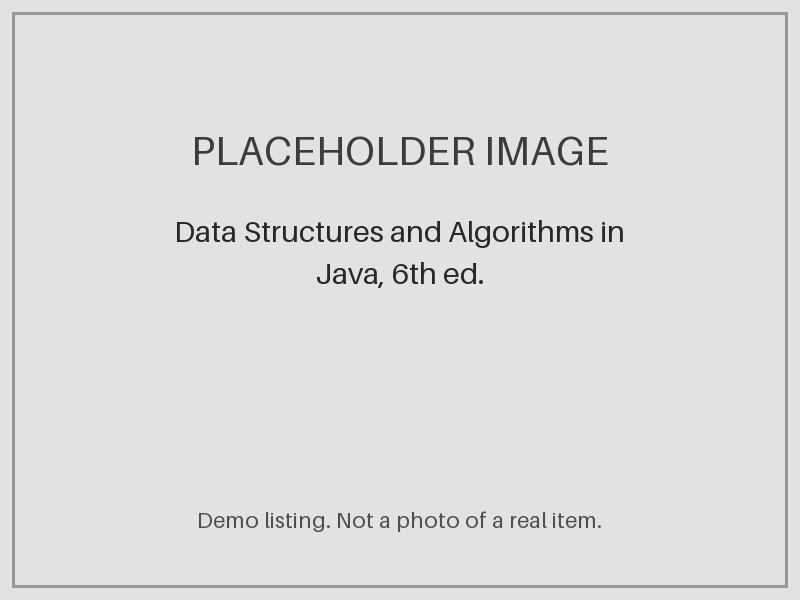 PLACEHOLDER IMAGE
Data Structures and Algorithms in
Java, 6th ed.
Demo listing. Not a photo of a real item.